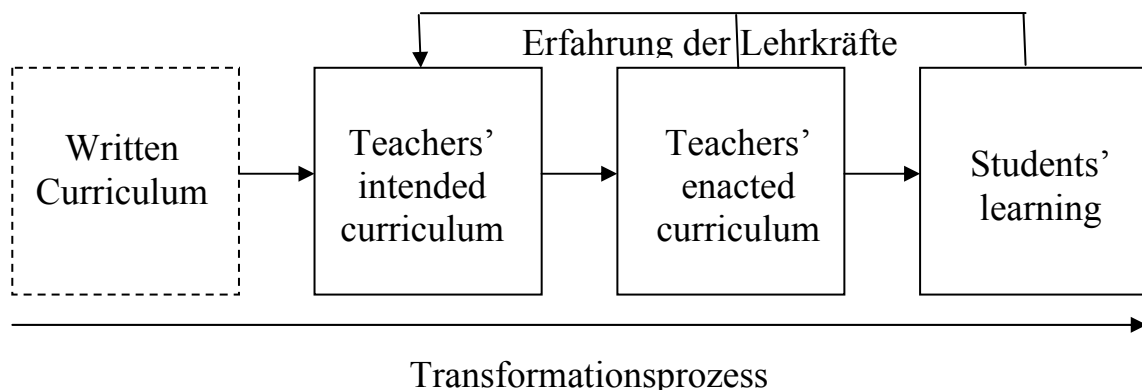 Erfahrung der Lehrkräfte
Written
Curriculum
Teachers’
intended
curriculum
Teachers’
enacted
curriculum
Students’
learning
Transformationsprozess